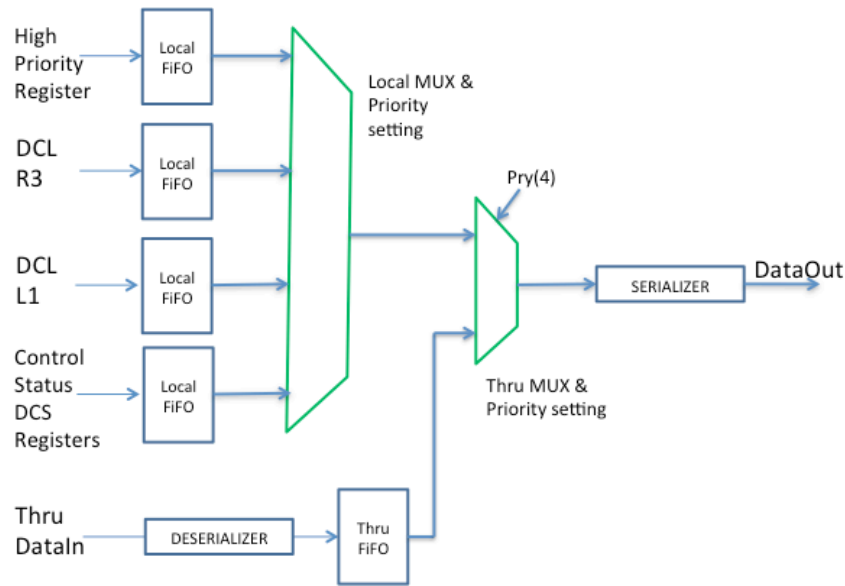 High
Priority
Register
Local
FiFO
Local MUX &
Priority
setting
DCL
R3
Local
FiFO
Pry(4)
DCL
L1
Local
FiFO
SERIALIZER
DataOut
Control
Status
DCS
Registers
Local
FiFO
Thru MUX &
Priority setting
Thru
DataIn
DESERIALIZER
Thru
FiFO